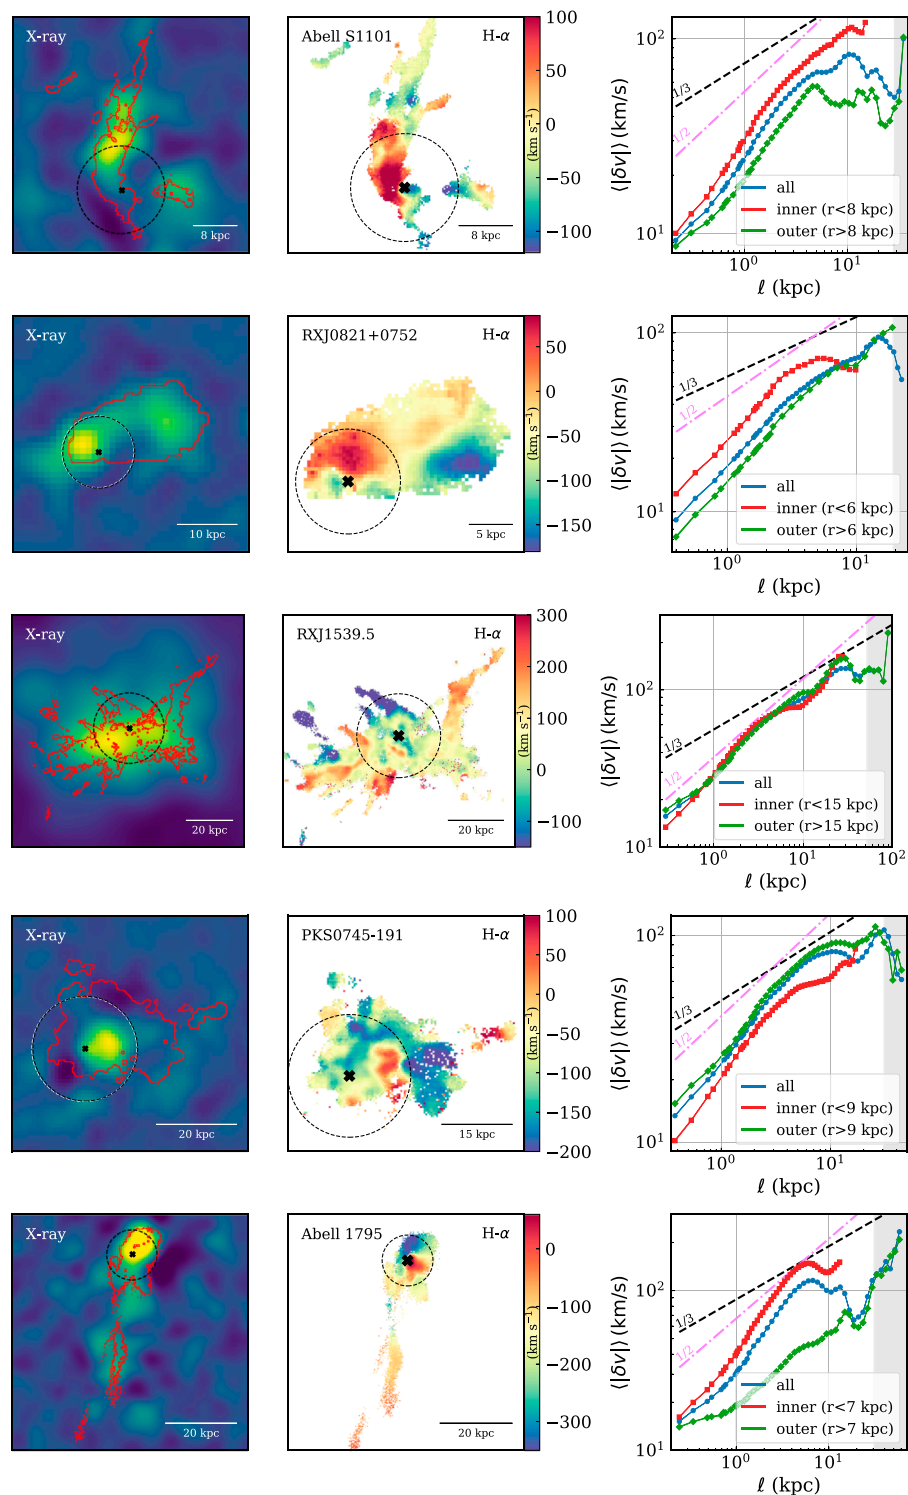 X-ray
8 kpc
Abell S1101 H-α
8 kpc
100
50
0
−50
−100
(km s⁻¹)
⟨|δv|⟩ (km/s)
10²
10¹
1/3
1/2
all
inner (r<8 kpc)
outer (r>8 kpc)
10⁰ 10¹
ℓ (kpc)
X-ray
10 kpc
RXJ0821+0752 H-α
5 kpc
50
0
−50
−100
−150
(km s⁻¹)
⟨|δv|⟩ (km/s)
10²
10¹
1/3
1/2
all
inner (r<6 kpc)
outer (r>6 kpc)
10⁰ 10¹
ℓ (kpc)
X-ray
20 kpc
RXJ1539.5 H-α
20 kpc
300
200
100
0
−100
(km s⁻¹)
⟨|δv|⟩ (km/s)
10²
10¹
1/3
1/2
all
inner (r<15 kpc)
outer (r>15 kpc)
10⁰ 10¹ 10²
ℓ (kpc)
X-ray
20 kpc
PKS0745-191 H-α
15 kpc
100
50
0
−50
−100
−150
−200
(km s⁻¹)
⟨|δv|⟩ (km/s)
10²
10¹
1/3
1/2
all
inner (r<9 kpc)
outer (r>9 kpc)
10⁰ 10¹
ℓ (kpc)
X-ray
20 kpc
Abell 1795 H-α
20 kpc
0
−100
−200
−300
(km s⁻¹)
⟨|δv|⟩ (km/s)
10²
10¹
1/3
1/2
all
inner (r<7 kpc)
outer (r>7 kpc)
10⁰ 10¹
ℓ (kpc)